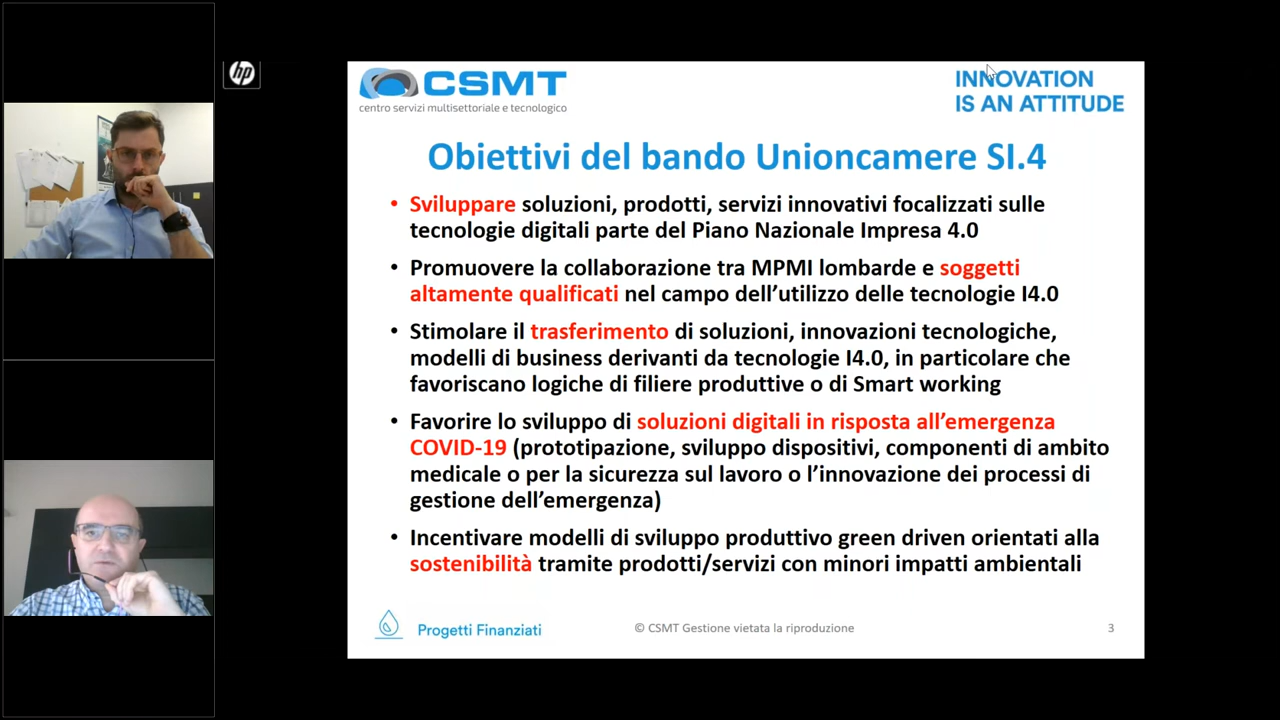 hp
CSMT
centro servizi multisettoriale e tecnologico
INNOVATION
IS AN ATTITUDE
Obiettivi del bando Unioncamere SI.4
• Sviluppare soluzioni, prodotti, servizi innovativi focalizzati sulle
tecnologie digitali parte del Piano Nazionale Impresa 4.0
• Promuovere la collaborazione tra MPMI lombarde e soggetti
altamente qualificati nel campo dell’utilizzo delle tecnologie I4.0
• Stimolare il trasferimento di soluzioni, innovazioni tecnologiche,
modelli di business derivanti da tecnologie I4.0, in particolare che
favoriscano logiche di filiere produttive o di Smart working
• Favorire lo sviluppo di soluzioni digitali in risposta all’emergenza
COVID-19 (prototipazione, sviluppo dispositivi, componenti di ambito
medicale o per la sicurezza sul lavoro o l’innovazione dei processi di
gestione dell’emergenza)
• Incentivare modelli di sviluppo produttivo green driven orientati alla
sostenibilità tramite prodotti/servizi con minori impatti ambientali
Progetti Finanziati
© CSMT Gestione vietata la riproduzione
3